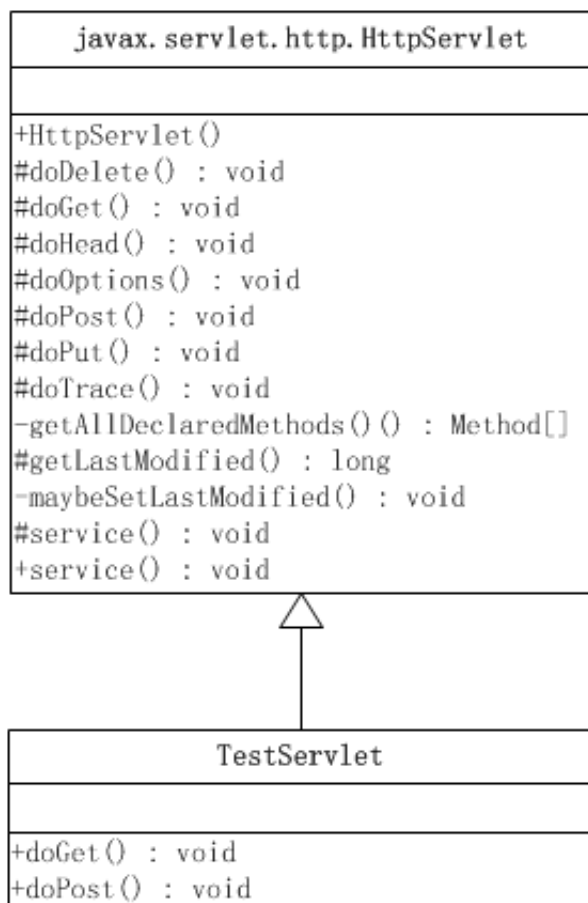 javax.servlet.http.HttpServlet
+HttpServlet()
#doDelete() : void
#doGet() : void
#doHead() : void
#doOptions() : void
#doPost() : void
#doPut() : void
#doTrace() : void
-getAllDeclaredMethods()() : Method[]
#getLastModified() : long
-maybeSetLastModified() : void
#service() : void
+service() : void
TestServlet
+doGet() : void
+doPost() : void